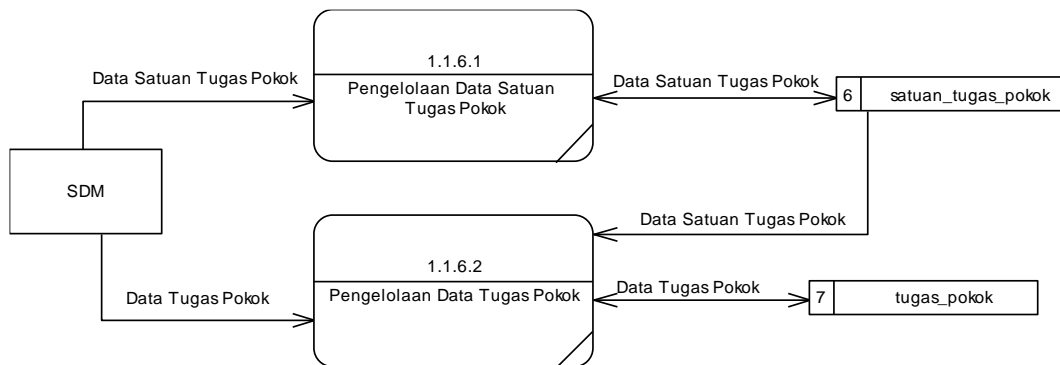 1.1.6.1
Data Satuan Tugas Pokok
Pengelolaan Data Satuan
Tugas Pokok
Data Satuan Tugas Pokok
6
satuan_tugas_pokok
SDM
Data Satuan Tugas Pokok
1.1.6.2
Data Tugas Pokok
Pengelolaan Data Tugas Pokok
Data Tugas Pokok
7
tugas_pokok